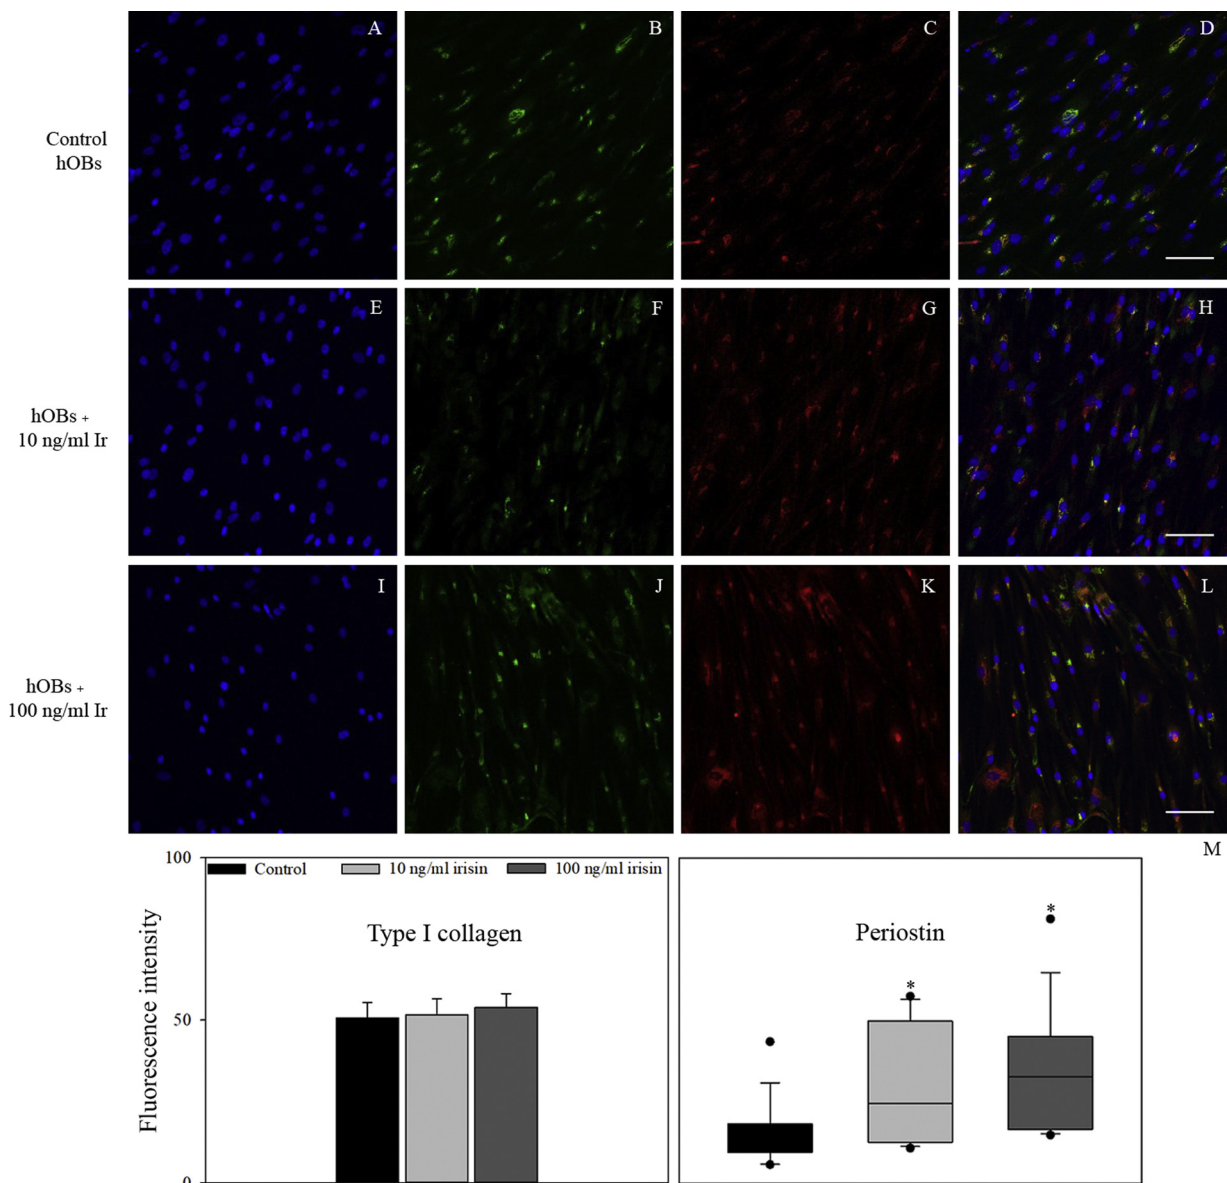 A B C D
Control
hOBs
E F G H
hOBs +
10 ng/ml Ir
I J K L
hOBs +
100 ng/ml Ir
M
100
Control 10 ng/ml irisin 100 ng/ml irisin
*
Type I collagen Periostin
Fluorescence intensity
*
50
0